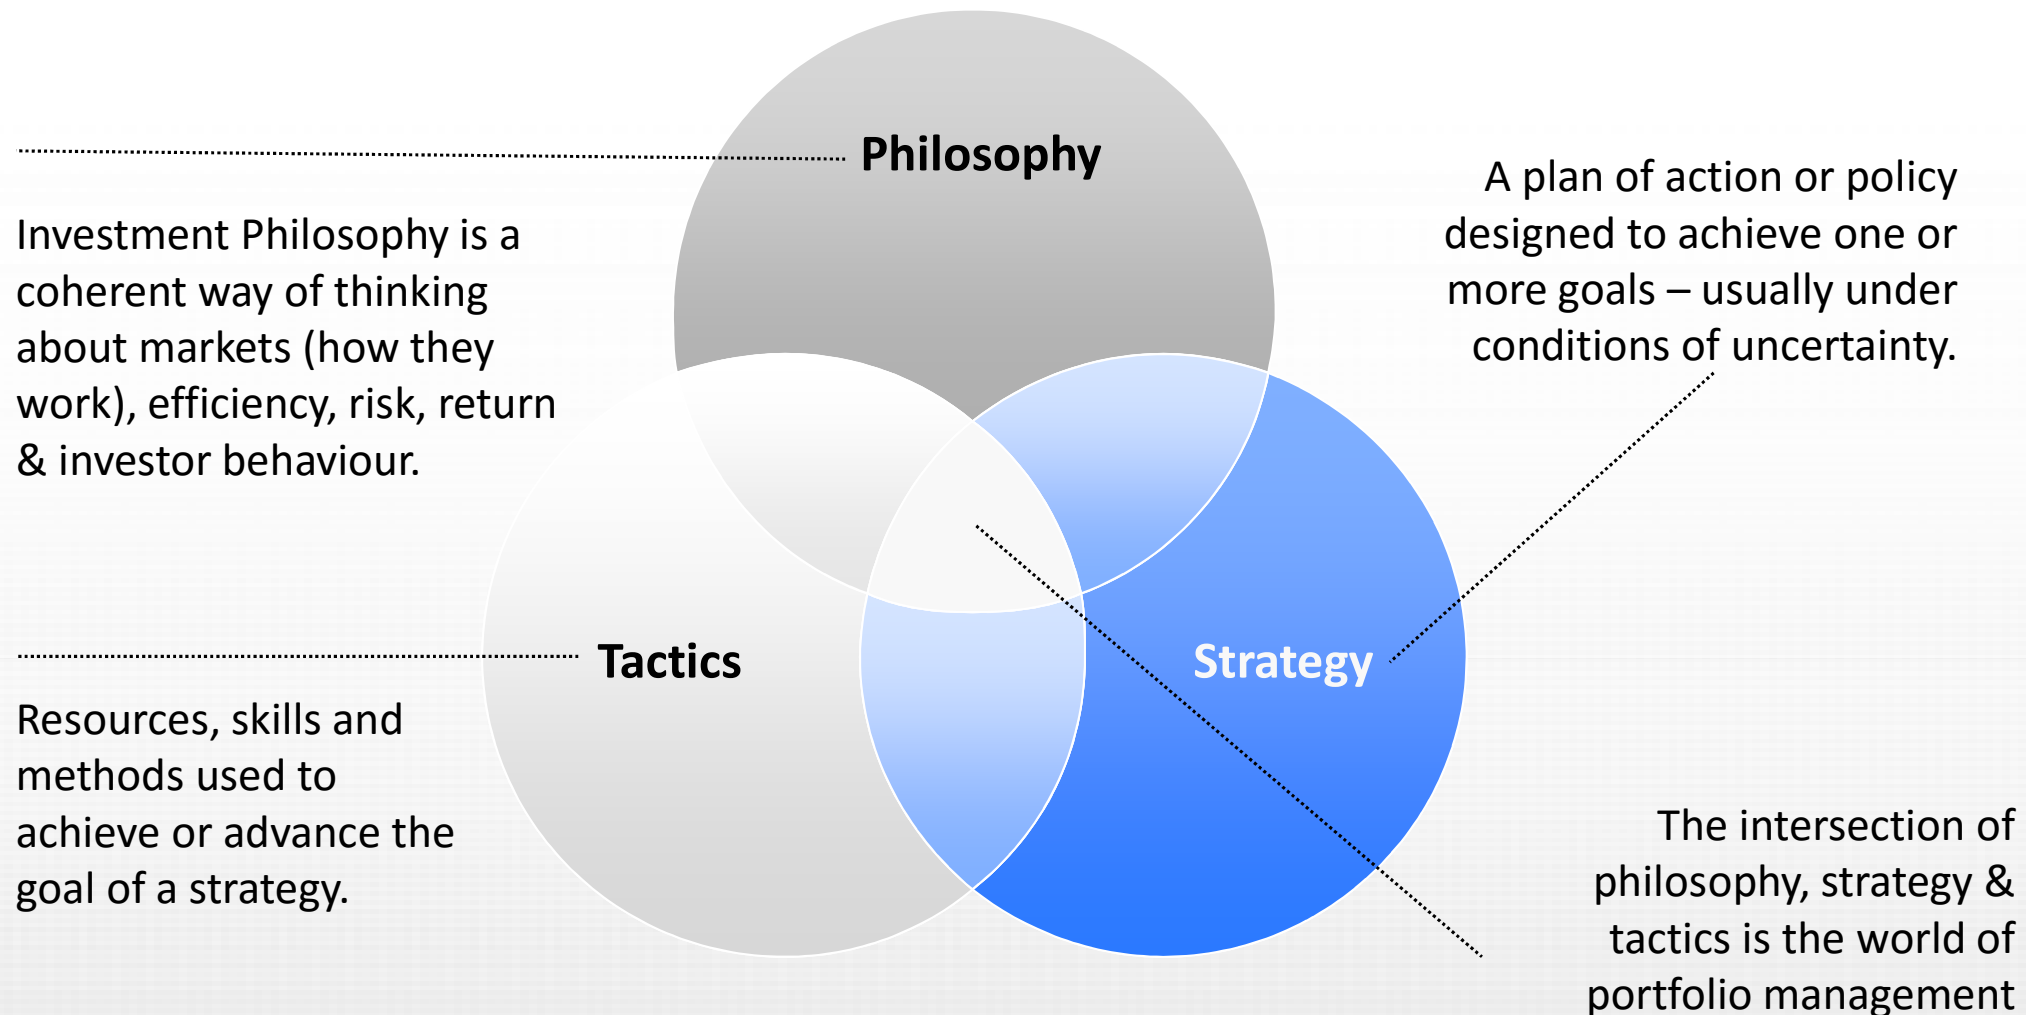 Philosophy
Investment Philosophy is a
coherent way of thinking
about markets (how they
work), efficiency, risk, return
& investor behaviour.
A plan of action or policy
designed to achieve one or
more goals – usually under
conditions of uncertainty.
Tactics
Strategy
Resources, skills and
methods used to
achieve or advance the
goal of a strategy.
The intersection of
philosophy, strategy &
tactics is the world of
portfolio management